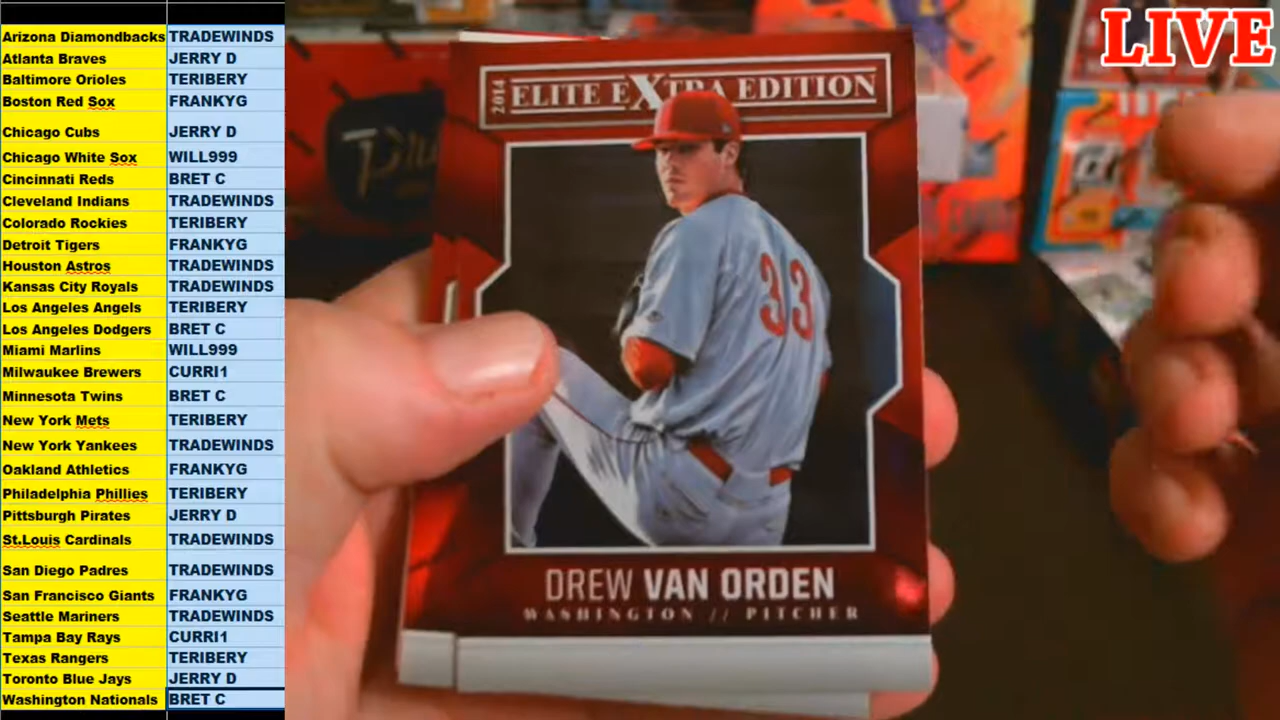 Arizona Diamondbacks TRADEWINDS
Atlanta Braves JERRY D
Baltimore Orioles TERIBERY
Boston Red Sox FRANKYG
Chicago Cubs JERRY D
Chicago White Sox WILL999
Cincinnati Reds BRET C
Cleveland Indians TRADEWINDS
Colorado Rockies TERIBERY
Detroit Tigers FRANKYG
Houston Astros TRADEWINDS
Kansas City Royals TRADEWINDS
Los Angeles Angels TERIBERY
Los Angeles Dodgers BRET C
Miami Marlins WILL999
Milwaukee Brewers CURRI1
Minnesota Twins BRET C
New York Mets TERIBERY
New York Yankees TRADEWINDS
Oakland Athletics FRANKYG
Philadelphia Phillies TERIBERY
Pittsburgh Pirates JERRY D
St.Louis Cardinals TRADEWINDS
San Diego Padres TRADEWINDS
San Francisco Giants FRANKYG
Seattle Mariners TRADEWINDS
Tampa Bay Rays CURRI1
Texas Rangers TERIBERY
Toronto Blue Jays JERRY D
Washington Nationals BRET C
LIVE
2014
ELITE EXTRA EDITION
33
DREW VAN ORDEN
WASHINGTON // PITCHER